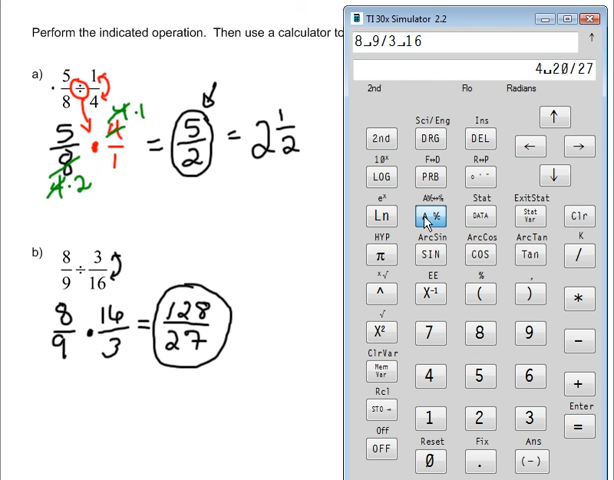 Perform the indicated operation. Then use a calculator to
a) 5/8 ÷ 1/4
5/8 · 4/1 = 5/2 = 2 1/2
4·1
4·2
b) 8/9 ÷ 3/16
8/9 · 16/3 = 128/27
TI 30x Simulator 2.2
8⌴9/3⌴16
4⌴20/27
2nd Flo Radians
Sci/Eng Ins
2nd DRG DEL ↑ ← → ↓
10ˣ F↔D R↔P
LOG PRB o ' "
eˣ A%↔% Stat ExitStat
Ln A % DATA Stat Var Clr
HYP ArcSin ArcCos ArcTan K
π SIN COS Tan /
ˣ√ EE % ,
^ X⁻¹ ( ) *
√
X² 7 8 9 −
ClrVar
Mem Var 4 5 6 +
Rcl Enter
STO→ 1 2 3 =
Off Reset Fix Ans
OFF 0 . (−)